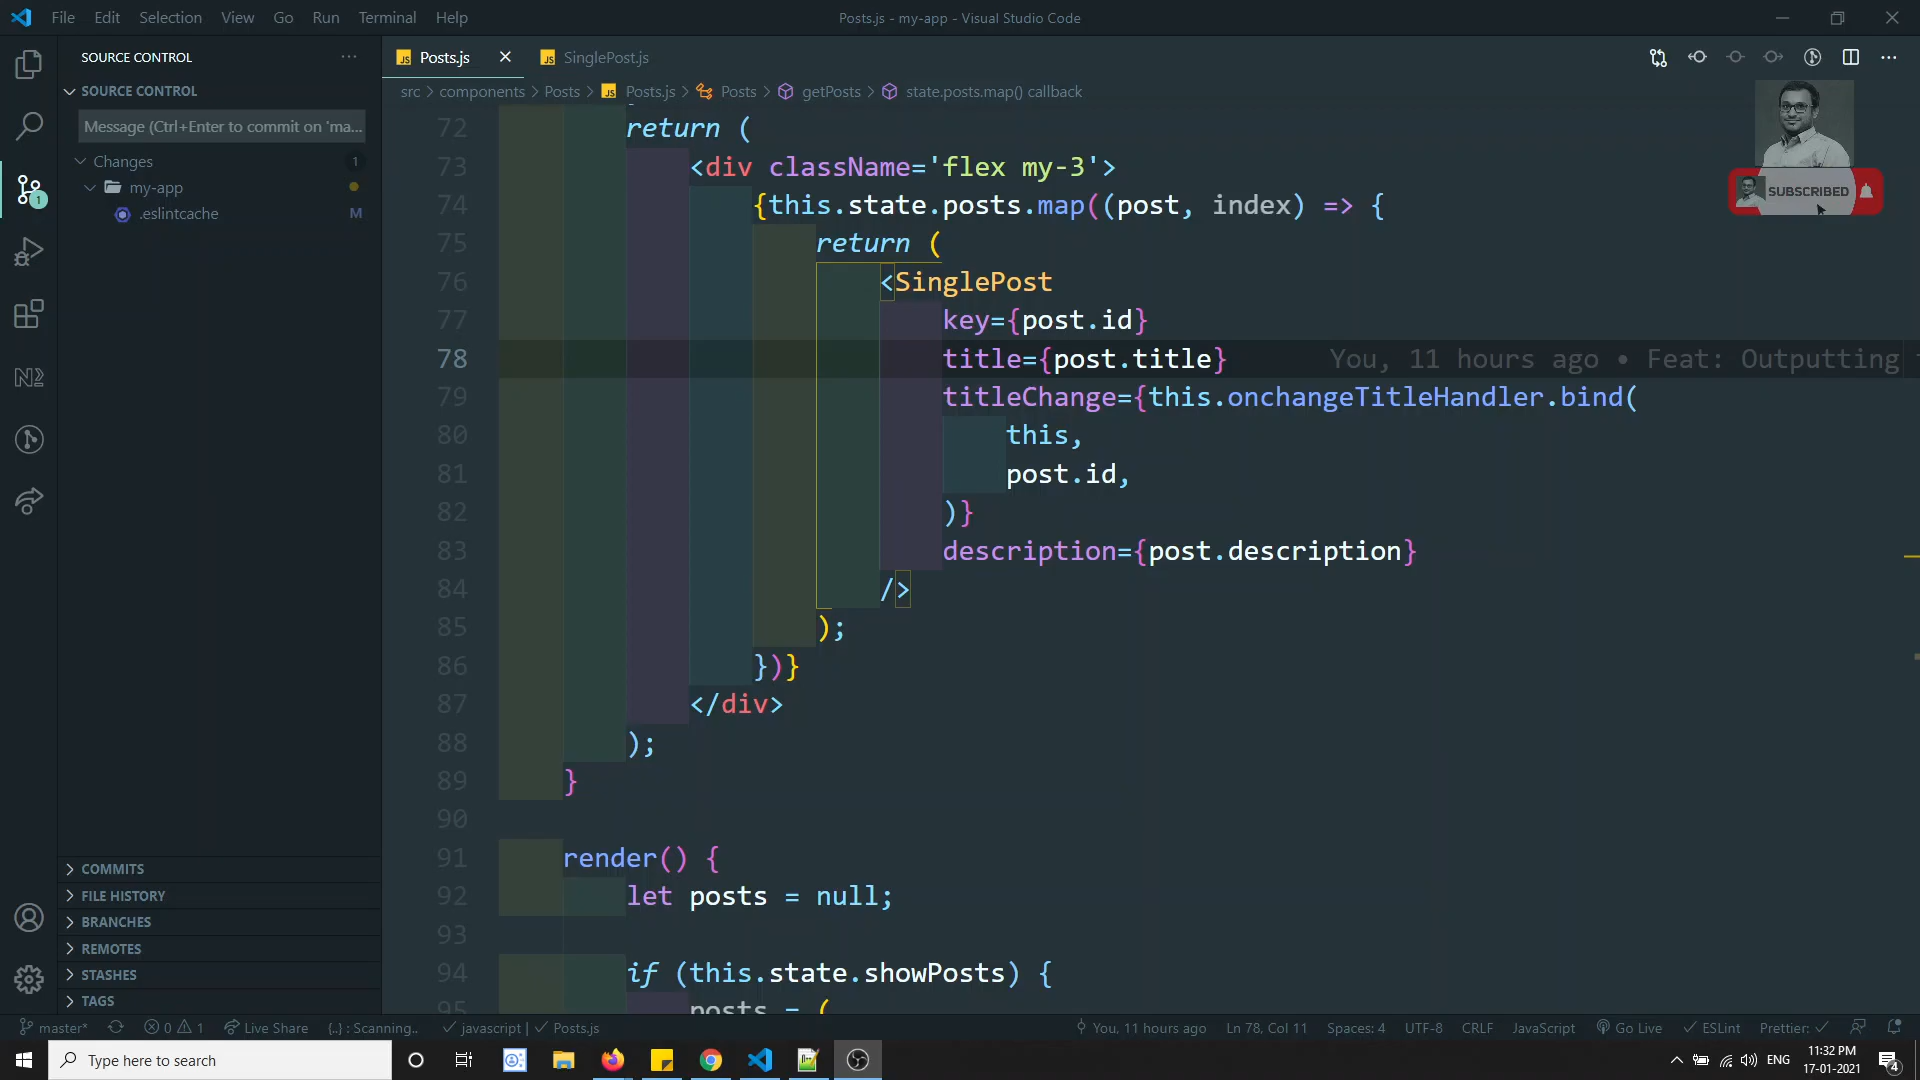 File Edit Selection View Go Run Terminal Help
Posts.js - my-app - Visual Studio Code
SOURCE CONTROL
SOURCE CONTROL
Message (Ctrl+Enter to commit on 'ma...
Changes 1
my-app
.eslintcache M
COMMITS
FILE HISTORY
BRANCHES
REMOTES
STASHES
TAGS
JS Posts.js JS SinglePost.js
src > components > Posts > JS Posts.js > Posts > getPosts > state.posts.map() callback
SUBSCRIBED
72 return (
73 <div className='flex my-3'>
74 {this.state.posts.map((post, index) => {
75 return (
76 <SinglePost
77 key={post.id}
78 title={post.title} You, 11 hours ago • Feat: Outputting
79 titleChange={this.onchangeTitleHandler.bind(
80 this,
81 post.id,
82 )}
83 description={post.description}
84 />
85 );
86 })}
87 </div>
88 );
89 }
90
91 render() {
92 let posts = null;
93
94 if (this.state.showPosts) {
95 posts = (
master* 0 1 Live Share {..} : Scanning.. javascript | Posts.js
You, 11 hours ago Ln 78, Col 11 Spaces: 4 UTF-8 CRLF JavaScript Go Live ESLint Prettier:
Type here to search
ENG 11:32 PM
17-01-2021
4